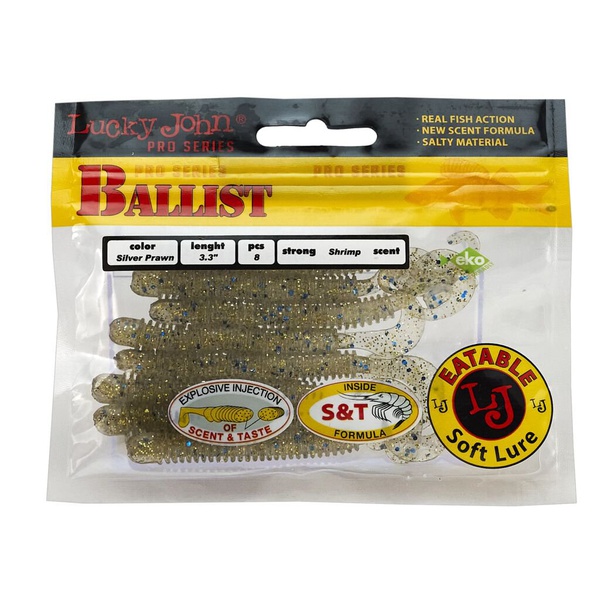 Lucky John®
PRO SERIES
· REAL FISH ACTION
· NEW SCENT FORMULA
· SALTY MATERIAL
PRO SERIES PRO SERIES
BALLIST
color lenght pcs strong Shrimp scent
Silver Prawn 3.3" 8
eko
EXPLOSIVE INJECTION
OF
SCENT & TASTE
INSIDE
S&T
FORMULA
EATABLE
LJ LJ LJ
Soft Lure